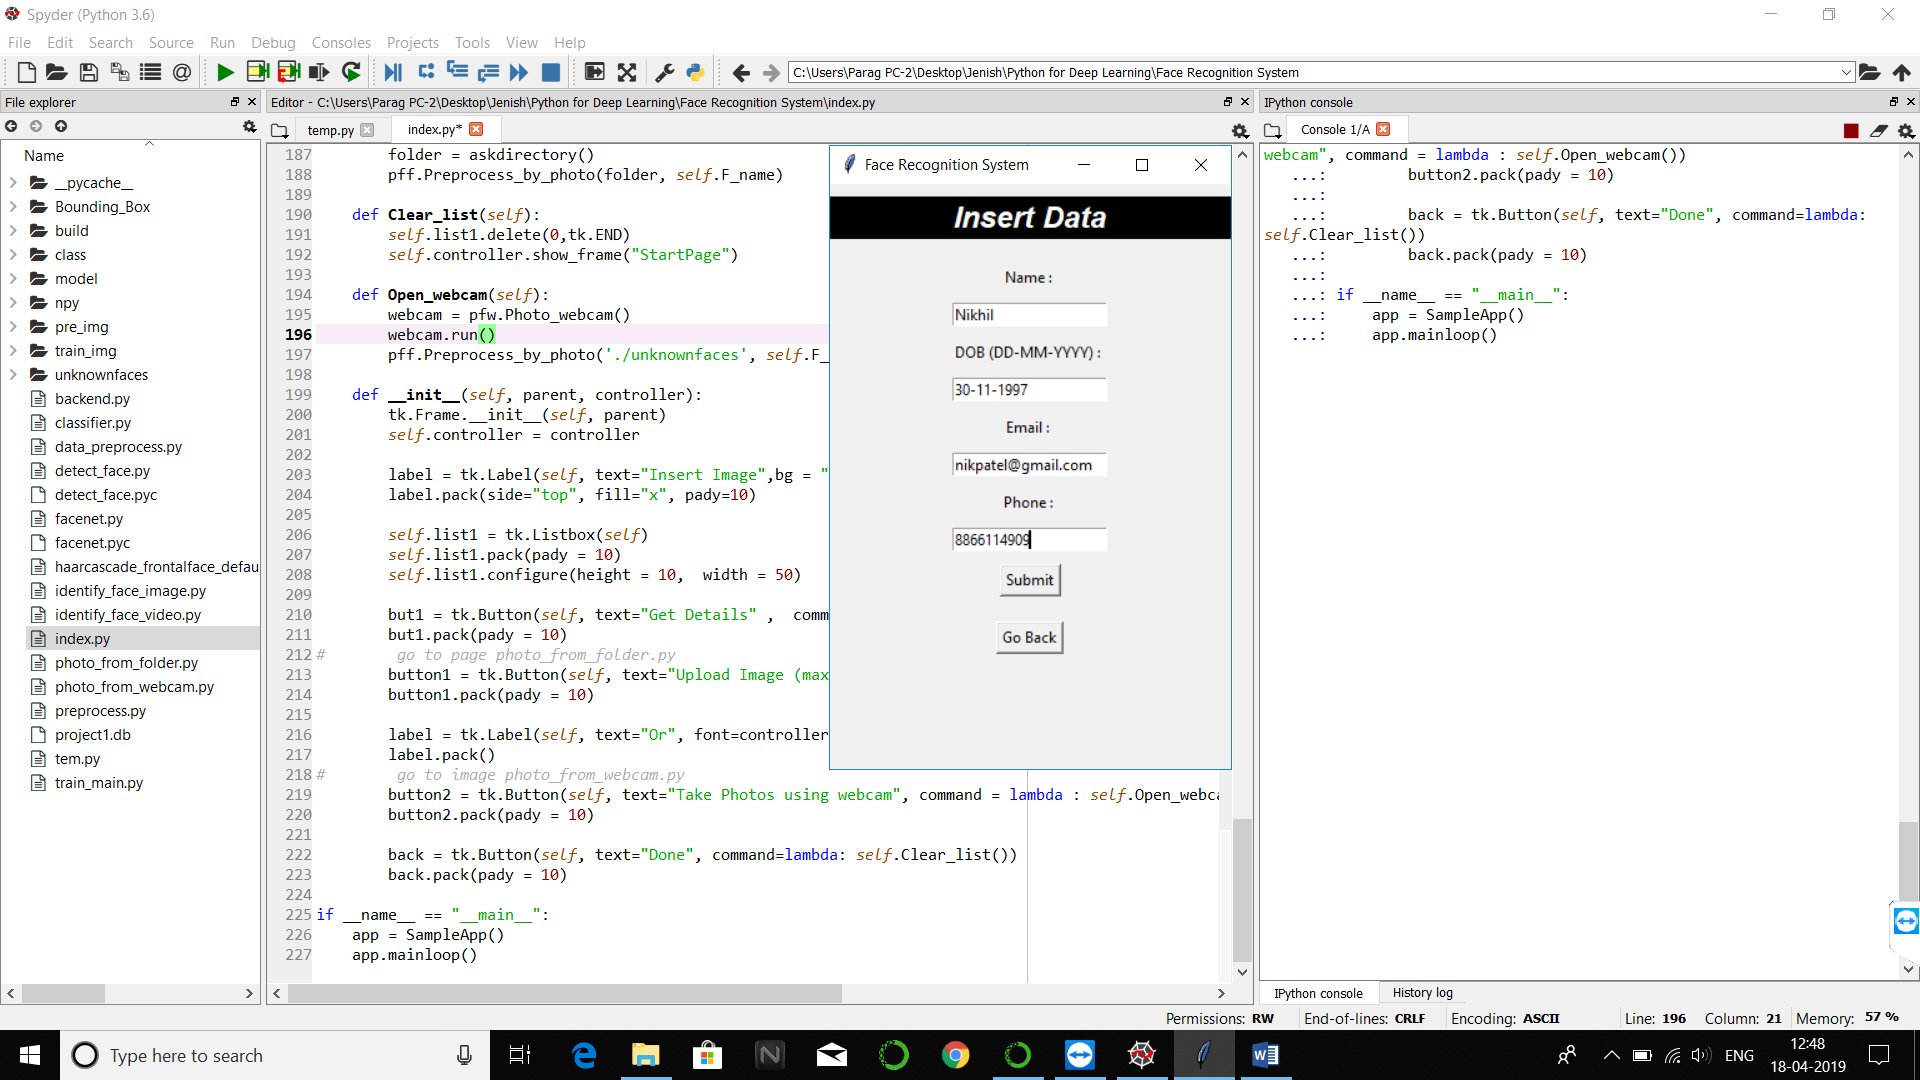 Spyder (Python 3.6)
File Edit Search Source Run Debug Consoles Projects Tools View Help
C:\Users\Parag PC-2\Desktop\Jenish\Python for Deep Learning\Face Recognition System
File explorer
Name
__pycache__
Bounding_Box
build
class
model
npy
pre_img
train_img
unknownfaces
backend.py
classifier.py
data_preprocess.py
detect_face.py
detect_face.pyc
facenet.py
facenet.pyc
haarcascade_frontalface_defau
identify_face_image.py
identify_face_video.py
index.py
photo_from_folder.py
photo_from_webcam.py
preprocess.py
project1.db
tem.py
train_main.py
Editor - C:\Users\Parag PC-2\Desktop\Jenish\Python for Deep Learning\Face Recognition System\index.py
temp.py index.py*
187 folder = askdirectory()
188 pff.Preprocess_by_photo(folder, self.F_name)
189
190 def Clear_list(self):
191 self.list1.delete(0,tk.END)
192 self.controller.show_frame("StartPage")
193
194 def Open_webcam(self):
195 webcam = pfw.Photo_webcam()
196 webcam.run()
197 pff.Preprocess_by_photo('./unknownfaces', self.F_
198
199 def __init__(self, parent, controller):
200 tk.Frame.__init__(self, parent)
201 self.controller = controller
202
203 label = tk.Label(self, text="Insert Image",bg = "
204 label.pack(side="top", fill="x", pady=10)
205
206 self.list1 = tk.Listbox(self)
207 self.list1.pack(pady = 10)
208 self.list1.configure(height = 10, width = 50)
209
210 but1 = tk.Button(self, text="Get Details" , comm
211 but1.pack(pady = 10)
212 # go to page photo_from_folder.py
213 button1 = tk.Button(self, text="Upload Image (max
214 button1.pack(pady = 10)
215
216 label = tk.Label(self, text="Or", font=controller
217 label.pack()
218 # go to image photo_from_webcam.py
219 button2 = tk.Button(self, text="Take Photos using webcam", command = lambda : self.Open_webca
220 button2.pack(pady = 10)
221
222 back = tk.Button(self, text="Done", command=lambda: self.Clear_list())
223 back.pack(pady = 10)
224
225 if __name__ == "__main__":
226 app = SampleApp()
227 app.mainloop()
Face Recognition System
Insert Data
Name :
Nikhil
DOB (DD-MM-YYYY) :
30-11-1997
Email :
nikpatel@gmail.com
Phone :
8866114909
Submit
Go Back
IPython console
Console 1/A
webcam", command = lambda : self.Open_webcam())
...: button2.pack(pady = 10)
...:
...: back = tk.Button(self, text="Done", command=lambda:
self.Clear_list())
...: back.pack(pady = 10)
...:
...: if __name__ == "__main__":
...: app = SampleApp()
...: app.mainloop()
IPython console History log
Permissions: RW End-of-lines: CRLF Encoding: ASCII Line: 196 Column: 21 Memory: 57 %
Type here to search
ENG
12:48
18-04-2019